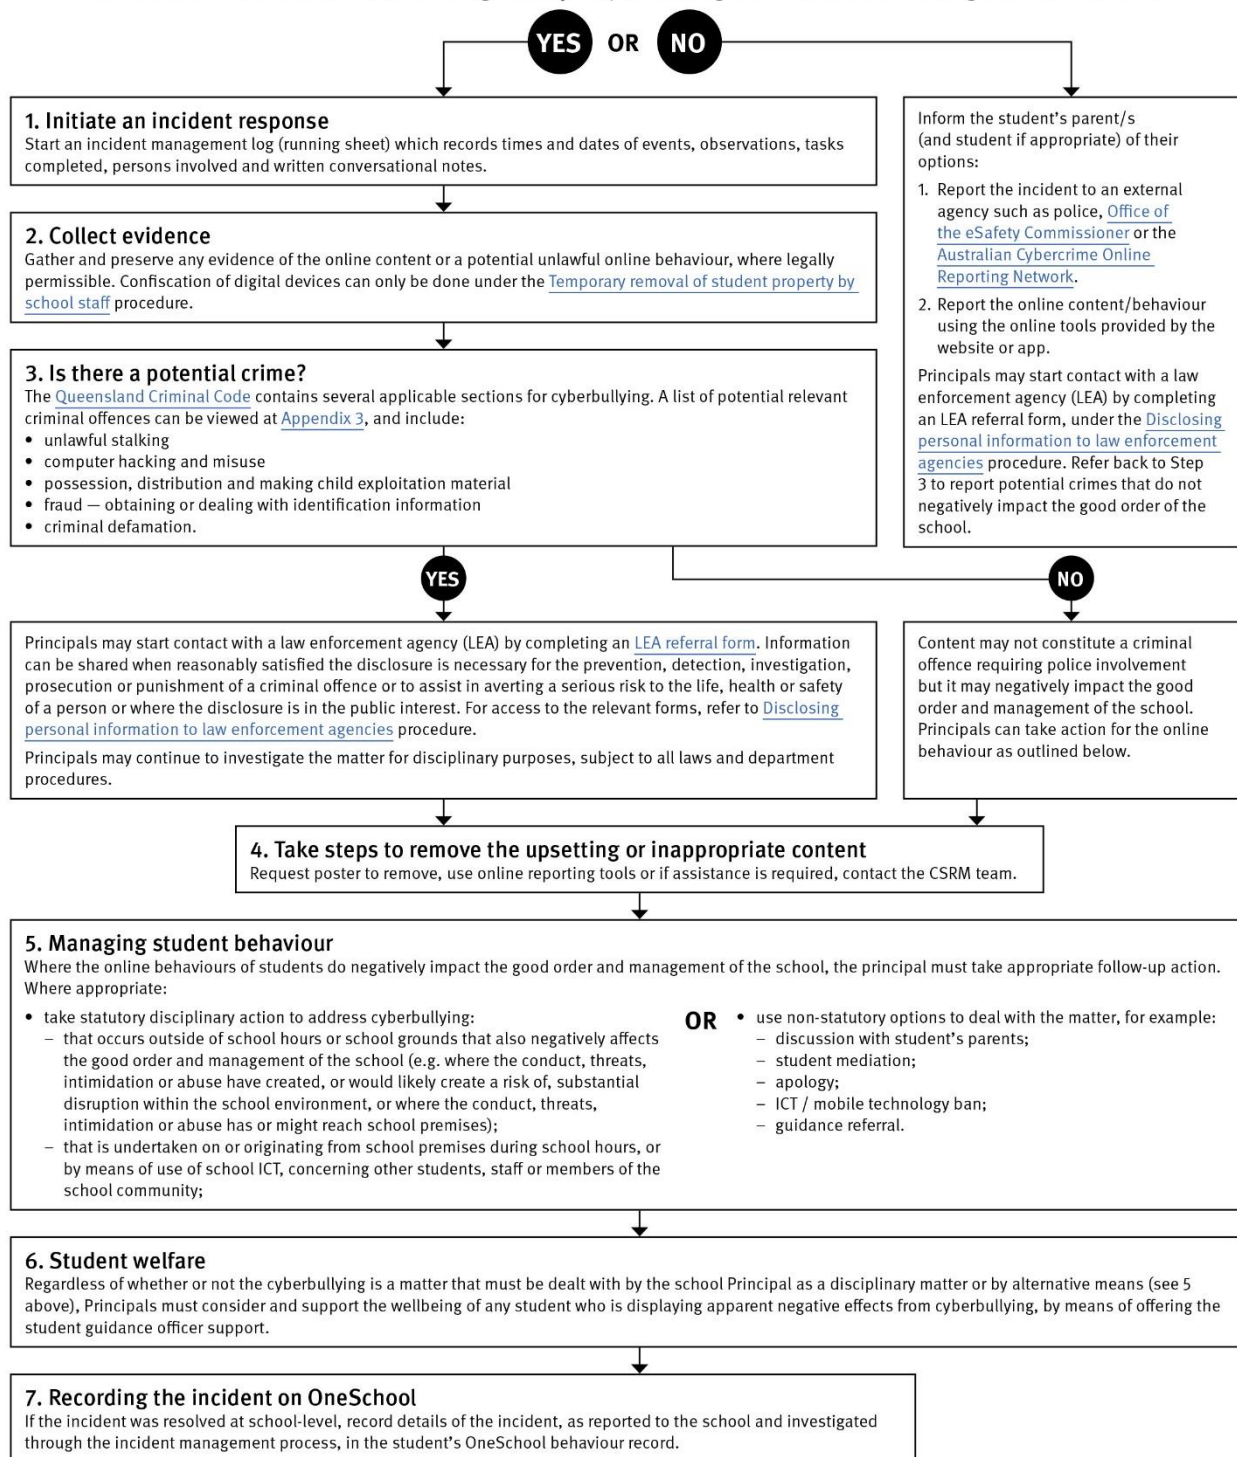 YES OR NO
1. Initiate an incident response
Start an incident management log (running sheet) which records times and dates of events, observations, tasks
completed, persons involved and written conversational notes.
2. Collect evidence
Gather and preserve any evidence of the online content or a potential unlawful online behaviour, where legally
permissible. Confiscation of digital devices can only be done under the Temporary removal of student property by
school staff procedure.
3. Is there a potential crime?
The Queensland Criminal Code contains several applicable sections for cyberbullying. A list of potential relevant
criminal offences can be viewed at Appendix 3, and include:
• unlawful stalking
• computer hacking and misuse
• possession, distribution and making child exploitation material
• fraud — obtaining or dealing with identification information
• criminal defamation.
Inform the student's parent/s
(and student if appropriate) of their
options:
1. Report the incident to an external
agency such as police, Office of
the eSafety Commissioner or the
Australian Cybercrime Online
Reporting Network.
2. Report the online content/behaviour
using the online tools provided by the
website or app.
Principals may start contact with a law
enforcement agency (LEA) by completing
an LEA referral form, under the Disclosing
personal information to law enforcement
agencies procedure. Refer back to Step
3 to report potential crimes that do not
negatively impact the good order of the
school.
YES
NO
Principals may start contact with a law enforcement agency (LEA) by completing an LEA referral form. Information
can be shared when reasonably satisfied the disclosure is necessary for the prevention, detection, investigation,
prosecution or punishment of a criminal offence or to assist in averting a serious risk to the life, health or safety
of a person or where the disclosure is in the public interest. For access to the relevant forms, refer to Disclosing
personal information to law enforcement agencies procedure.
Principals may continue to investigate the matter for disciplinary purposes, subject to all laws and department
procedures.
Content may not constitute a criminal
offence requiring police involvement
but it may negatively impact the good
order and management of the school.
Principals can take action for the online
behaviour as outlined below.
4. Take steps to remove the upsetting or inappropriate content
Request poster to remove, use online reporting tools or if assistance is required, contact the CSRM team.
5. Managing student behaviour
Where the online behaviours of students do negatively impact the good order and management of the school, the principal must take appropriate follow-up action.
Where appropriate:
• take statutory disciplinary action to address cyberbullying:
– that occurs outside of school hours or school grounds that also negatively affects
the good order and management of the school (e.g. where the conduct, threats,
intimidation or abuse have created, or would likely create a risk of, substantial
disruption within the school environment, or where the conduct, threats,
intimidation or abuse has or might reach school premises);
– that is undertaken on or originating from school premises during school hours, or
by means of use of school ICT, concerning other students, staff or members of the
school community;
OR
• use non-statutory options to deal with the matter, for example:
– discussion with student's parents;
– student mediation;
– apology;
– ICT / mobile technology ban;
– guidance referral.
6. Student welfare
Regardless of whether or not the cyberbullying is a matter that must be dealt with by the school Principal as a disciplinary matter or by alternative means (see 5
above), Principals must consider and support the wellbeing of any student who is displaying apparent negative effects from cyberbullying, by means of offering the
student guidance officer support.
7. Recording the incident on OneSchool
If the incident was resolved at school-level, record details of the incident, as reported to the school and investigated
through the incident management process, in the student's OneSchool behaviour record.